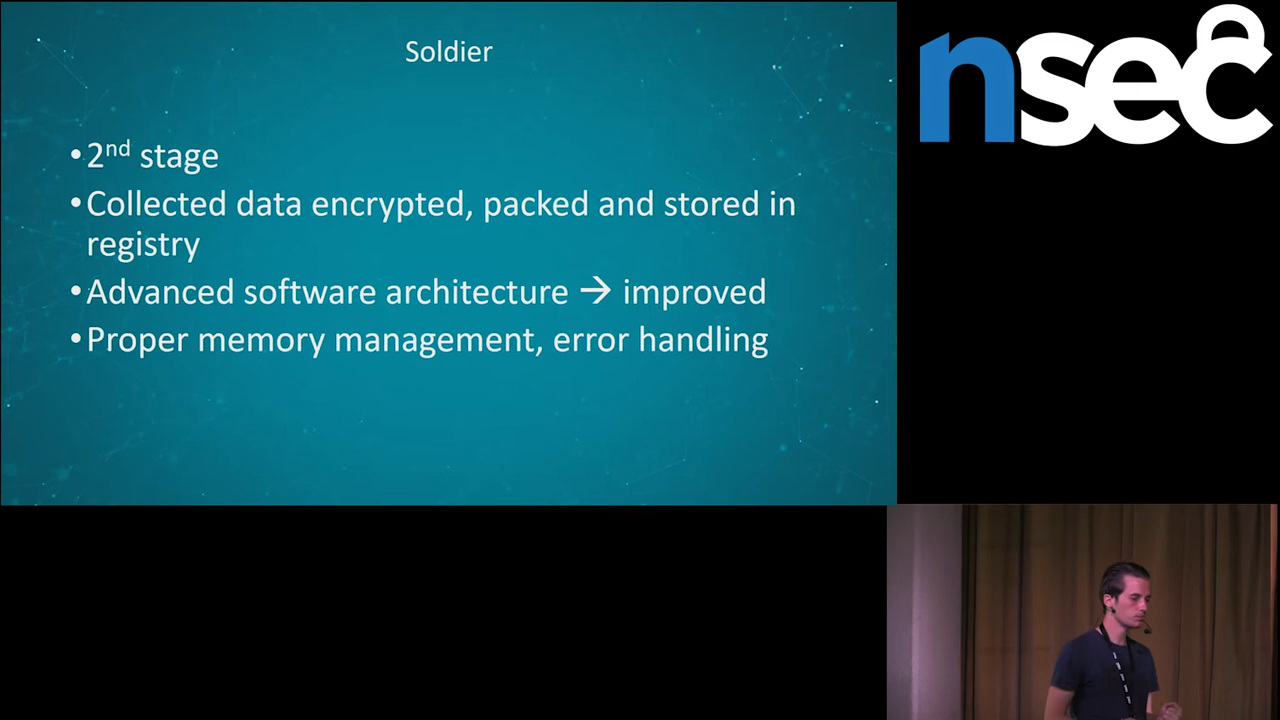 Soldier
•2nd stage
•Collected data encrypted, packed and stored in
registry
•Advanced software architecture → improved
•Proper memory management, error handling
nsec